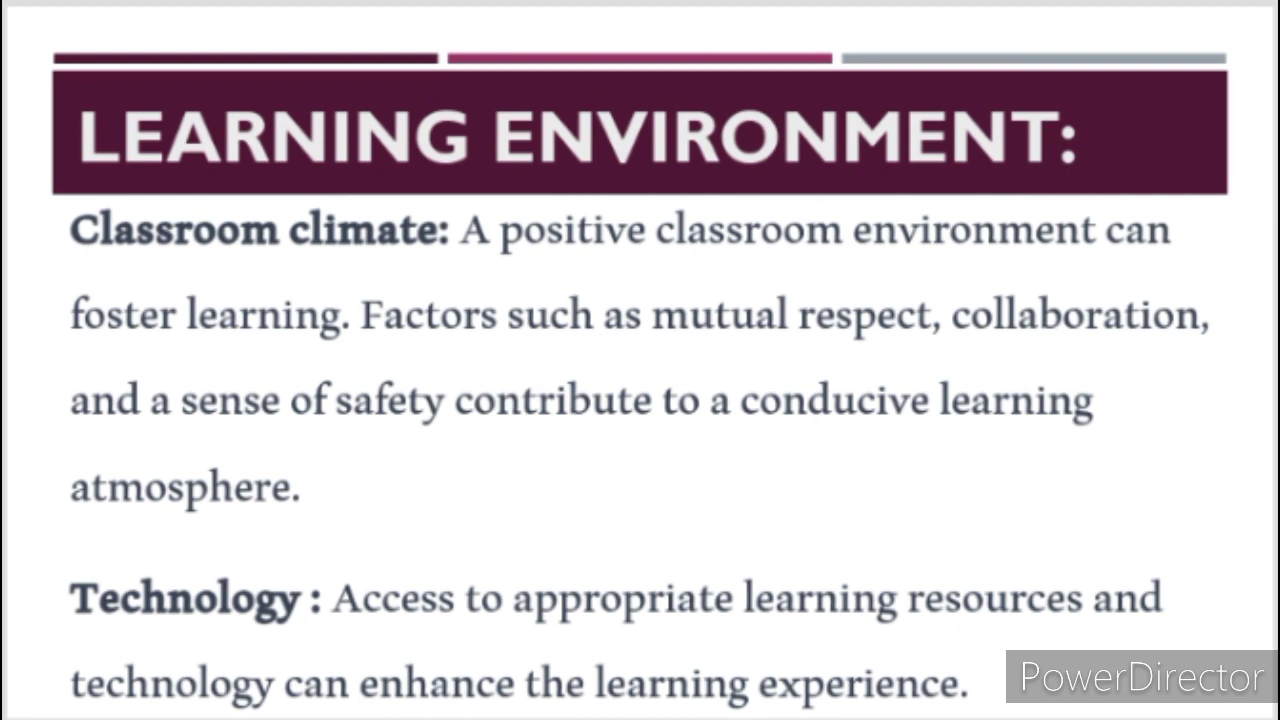 LEARNING ENVIRONMENT:
Classroom climate: A positive classroom environment can
foster learning. Factors such as mutual respect, collaboration,
and a sense of safety contribute to a conducive learning
atmosphere.
Technology : Access to appropriate learning resources and
technology can enhance the learning experience.
PowerDirector